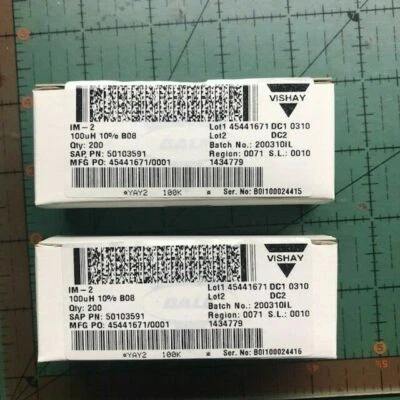 VISHAY
IM-2
100uH 10% B08
Qty: 200
SAP PN: 50103591
MFG PO: 45441671/0001
Lot1 45441671 DC1 0310
Lot2 DC2
Batch No.: 200310IL
Region: 0071 S.L.: 0010
1434779
*YAY2 100K * Ser. No: B0I100024415
VISHAY
IM-2
100uH 10% B08
Qty: 200
SAP PN: 50103591
MFG PO: 45441671/0001
Lot1 45441671 DC1 0310
Lot2 DC2
Batch No.: 200310IL
Region: 0071 S.L.: 0010
1434779
*YAY2 100K * Ser. No: B0I100024416